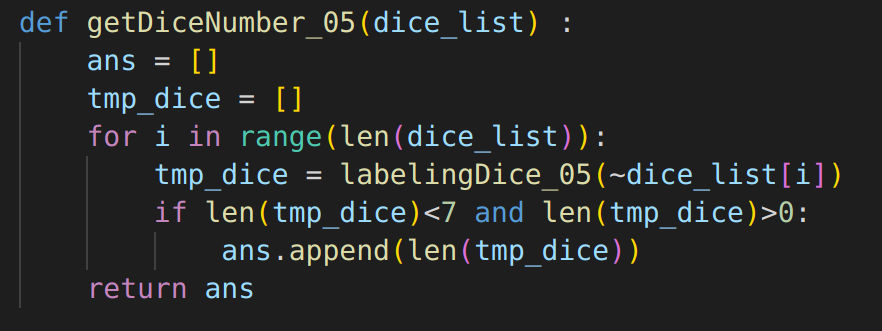 def getDiceNumber_05(dice_list) :
    ans = []
    tmp_dice = []
    for i in range(len(dice_list)):
        tmp_dice = labelingDice_05(~dice_list[i])
        if len(tmp_dice)<7 and len(tmp_dice)>0:
            ans.append(len(tmp_dice))
    return ans